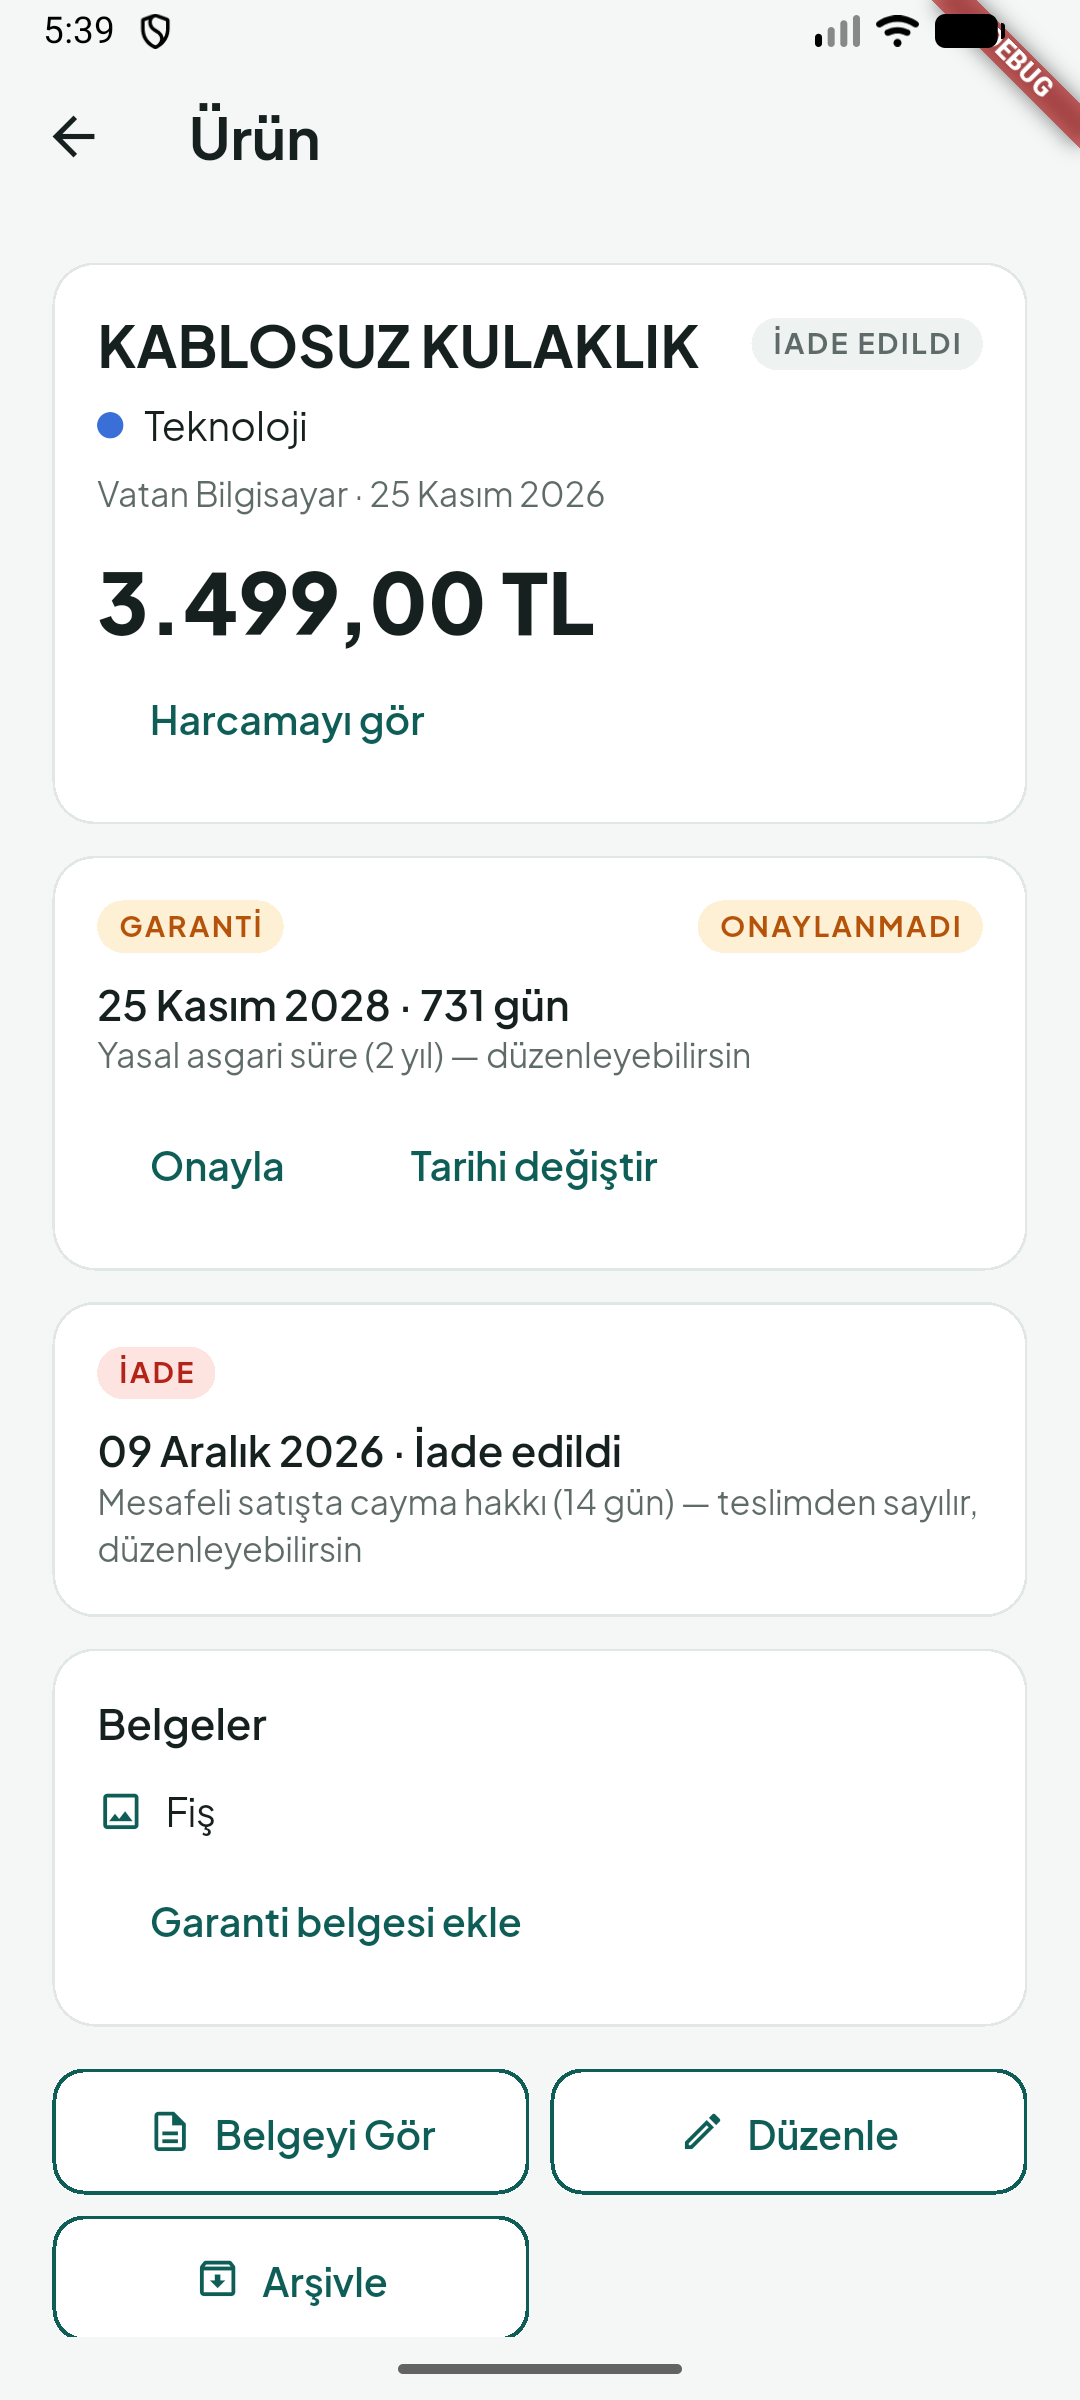 5:39
EBUG
Ürün
KABLOSUZ KULAKLIK
İADE EDILDI
Teknoloji
Vatan Bilgisayar · 25 Kasım 2026
3.499,00 TL
Harcamayı gör
GARANTİ
ONAYLANMADI
25 Kasım 2028 · 731 gün
Yasal asgari süre (2 yıl) — düzenleyebilirsin
Onayla
Tarihi değiştir
İADE
09 Aralık 2026 · İade edildi
Mesafeli satışta cayma hakkı (14 gün) — teslimden sayılır,
düzenleyebilirsin
Belgeler
Fiş
Garanti belgesi ekle
Belgeyi Gör
Düzenle
Arşivle